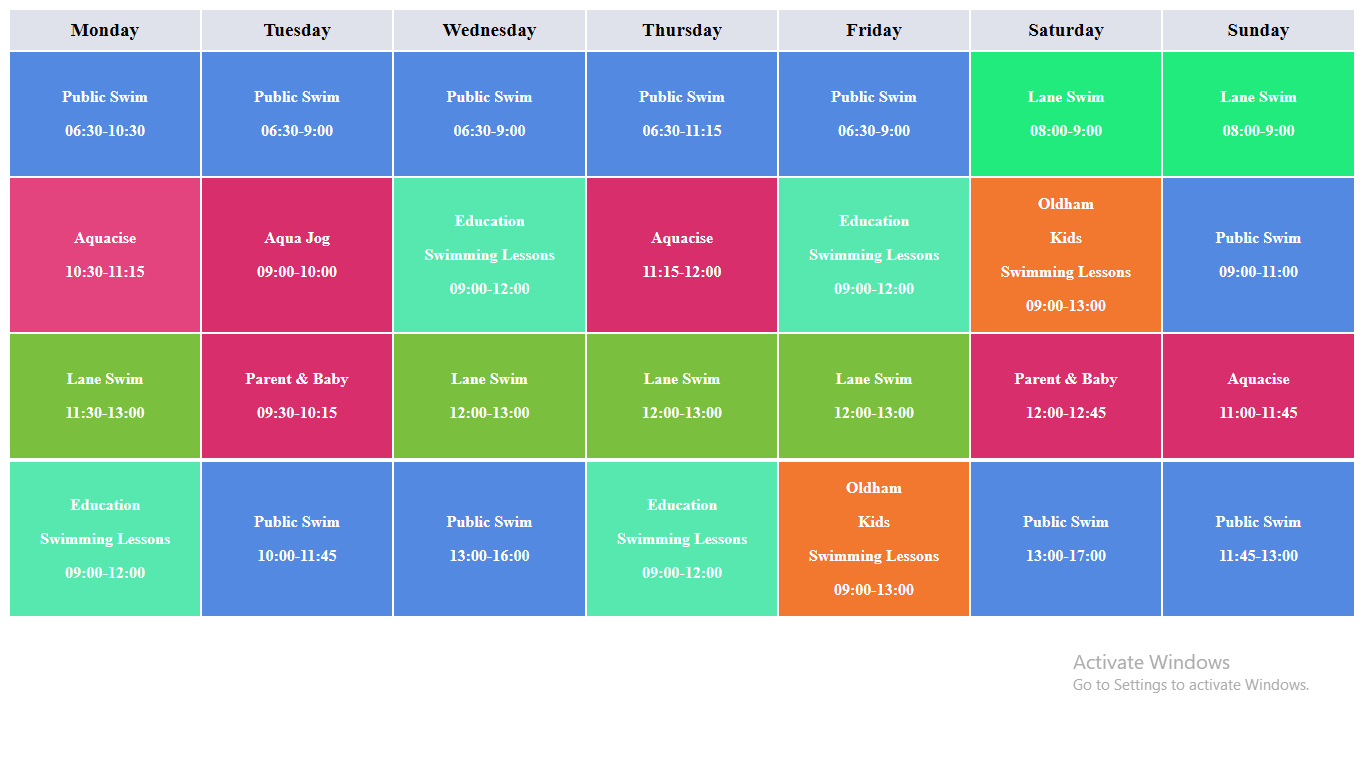 Monday Tuesday Wednesday Thursday Friday Saturday Sunday
Public Swim Public Swim Public Swim Public Swim Public Swim Lane Swim Lane Swim
06:30-10:30 06:30-9:00 06:30-9:00 06:30-11:15 06:30-9:00 08:00-9:00 08:00-9:00
Aquacise
10:30-11:15
Aqua Jog
09:00-10:00
Education
Swimming Lessons
09:00-12:00
Aquacise
11:15-12:00
Education
Swimming Lessons
09:00-12:00
Oldham
Kids
Swimming Lessons
09:00-13:00
Public Swim
09:00-11:00
Lane Swim Parent & Baby Lane Swim Lane Swim Lane Swim Parent & Baby Aquacise
11:30-13:00 09:30-10:15 12:00-13:00 12:00-13:00 12:00-13:00 12:00-12:45 11:00-11:45
Education
Swimming Lessons
09:00-12:00
Public Swim
10:00-11:45
Public Swim
13:00-16:00
Education
Swimming Lessons
09:00-12:00
Oldham
Kids
Swimming Lessons
09:00-13:00
Public Swim
13:00-17:00
Public Swim
11:45-13:00
Activate Windows
Go to Settings to activate Windows.